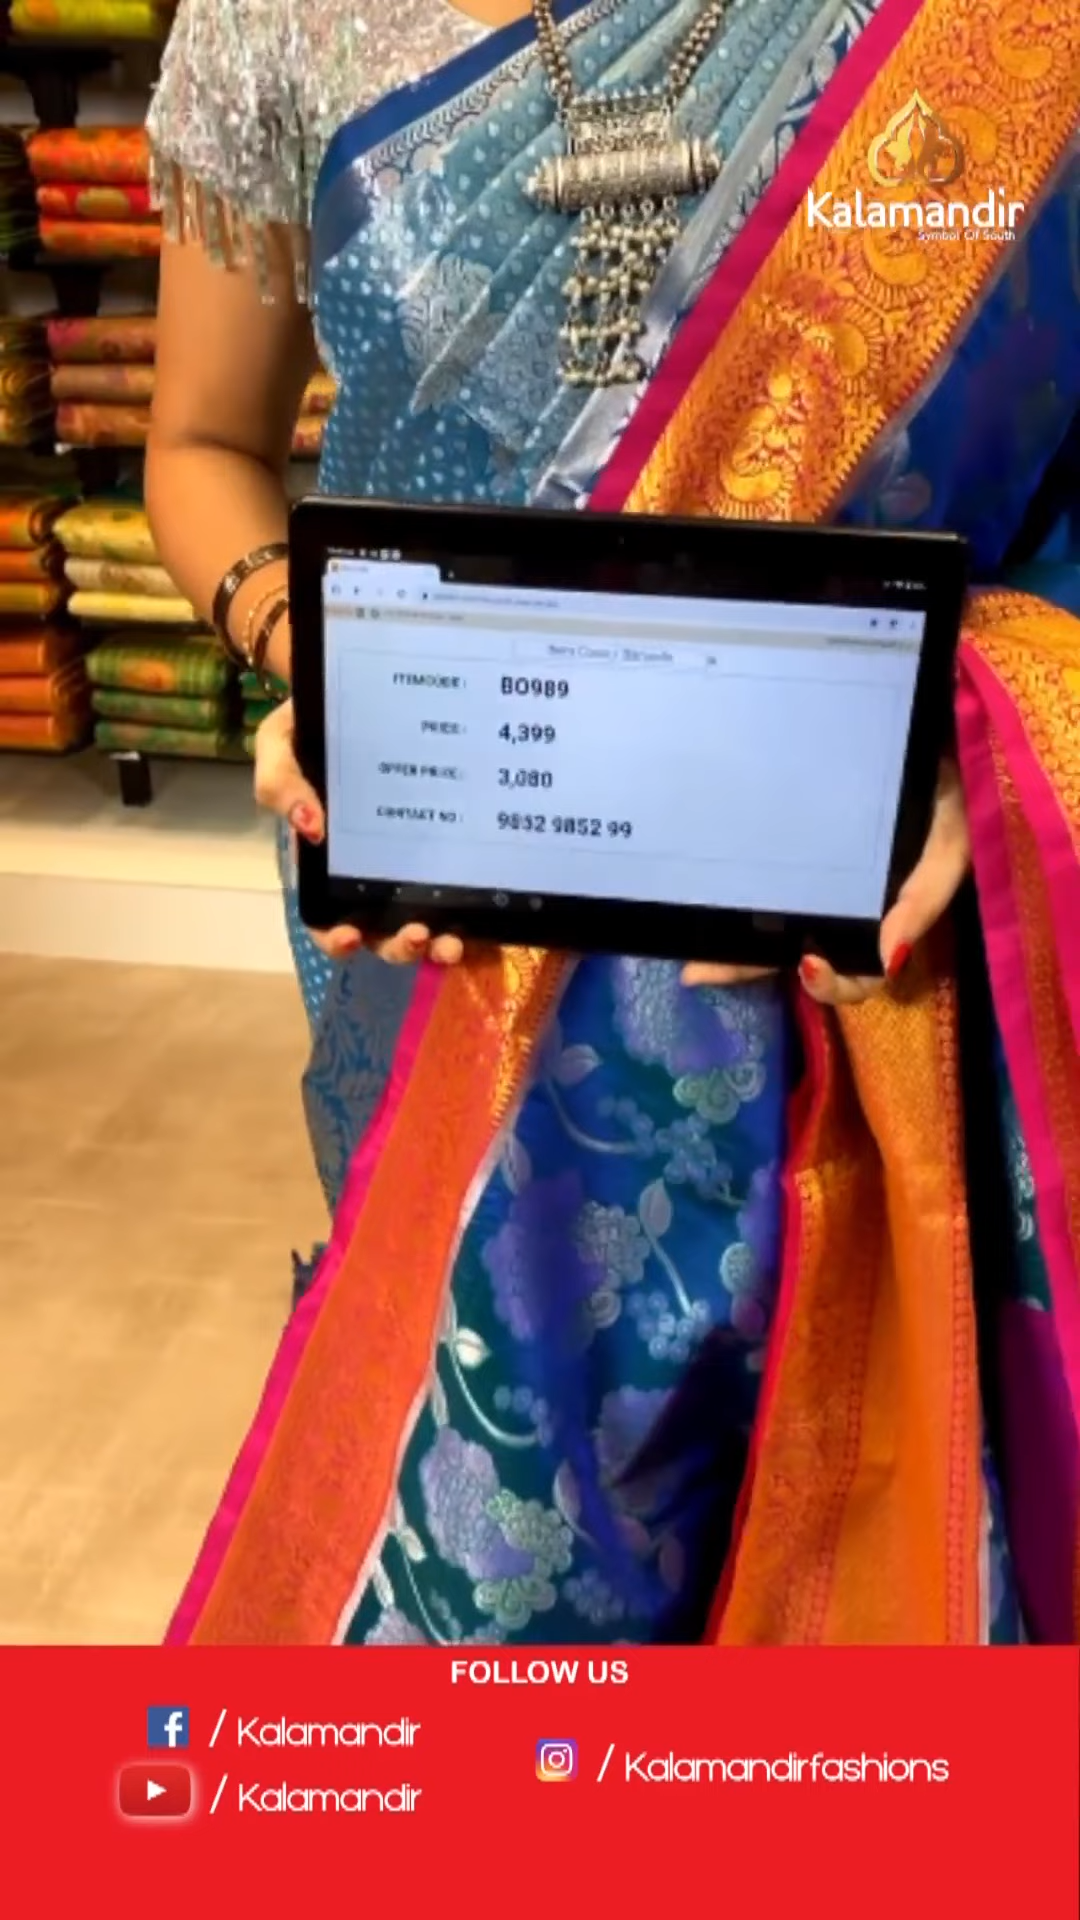 Kalamandir
Symbol Of South
ITEMCODE : BO989
PRICE : 4,399
OFFER PRICE : 3,080
CONTACT NO : 9852 9852 99
FOLLOW US
/ Kalamandir
/ Kalamandirfashions
/ Kalamandir